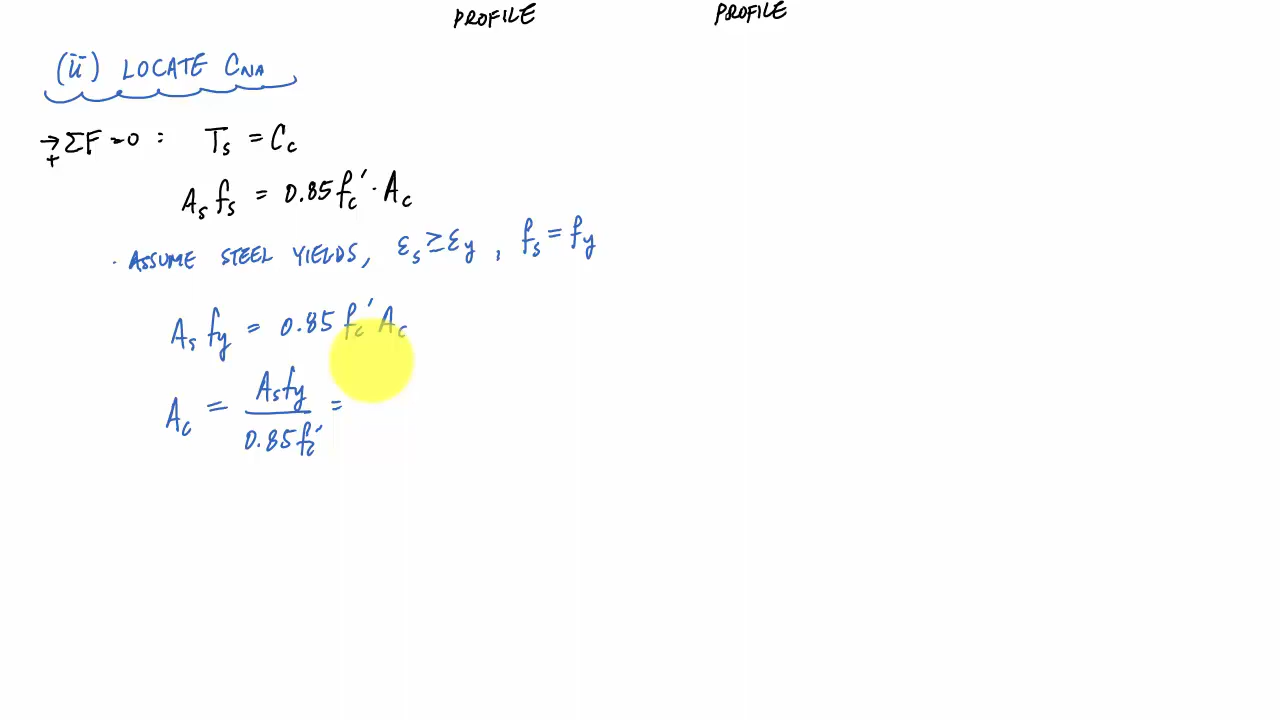 PROFILE PROFILE
(ii) LOCATE C_NA
→+ ΣF=0 : T_s = C_c
A_s f_s = 0.85 f_c' · A_c
· ASSUME STEEL YIELDS, ε_s ≥ ε_y , f_s = f_y
A_s f_y = 0.85 f_c' A_c
A_c = A_s f_y / 0.85 f_c' =